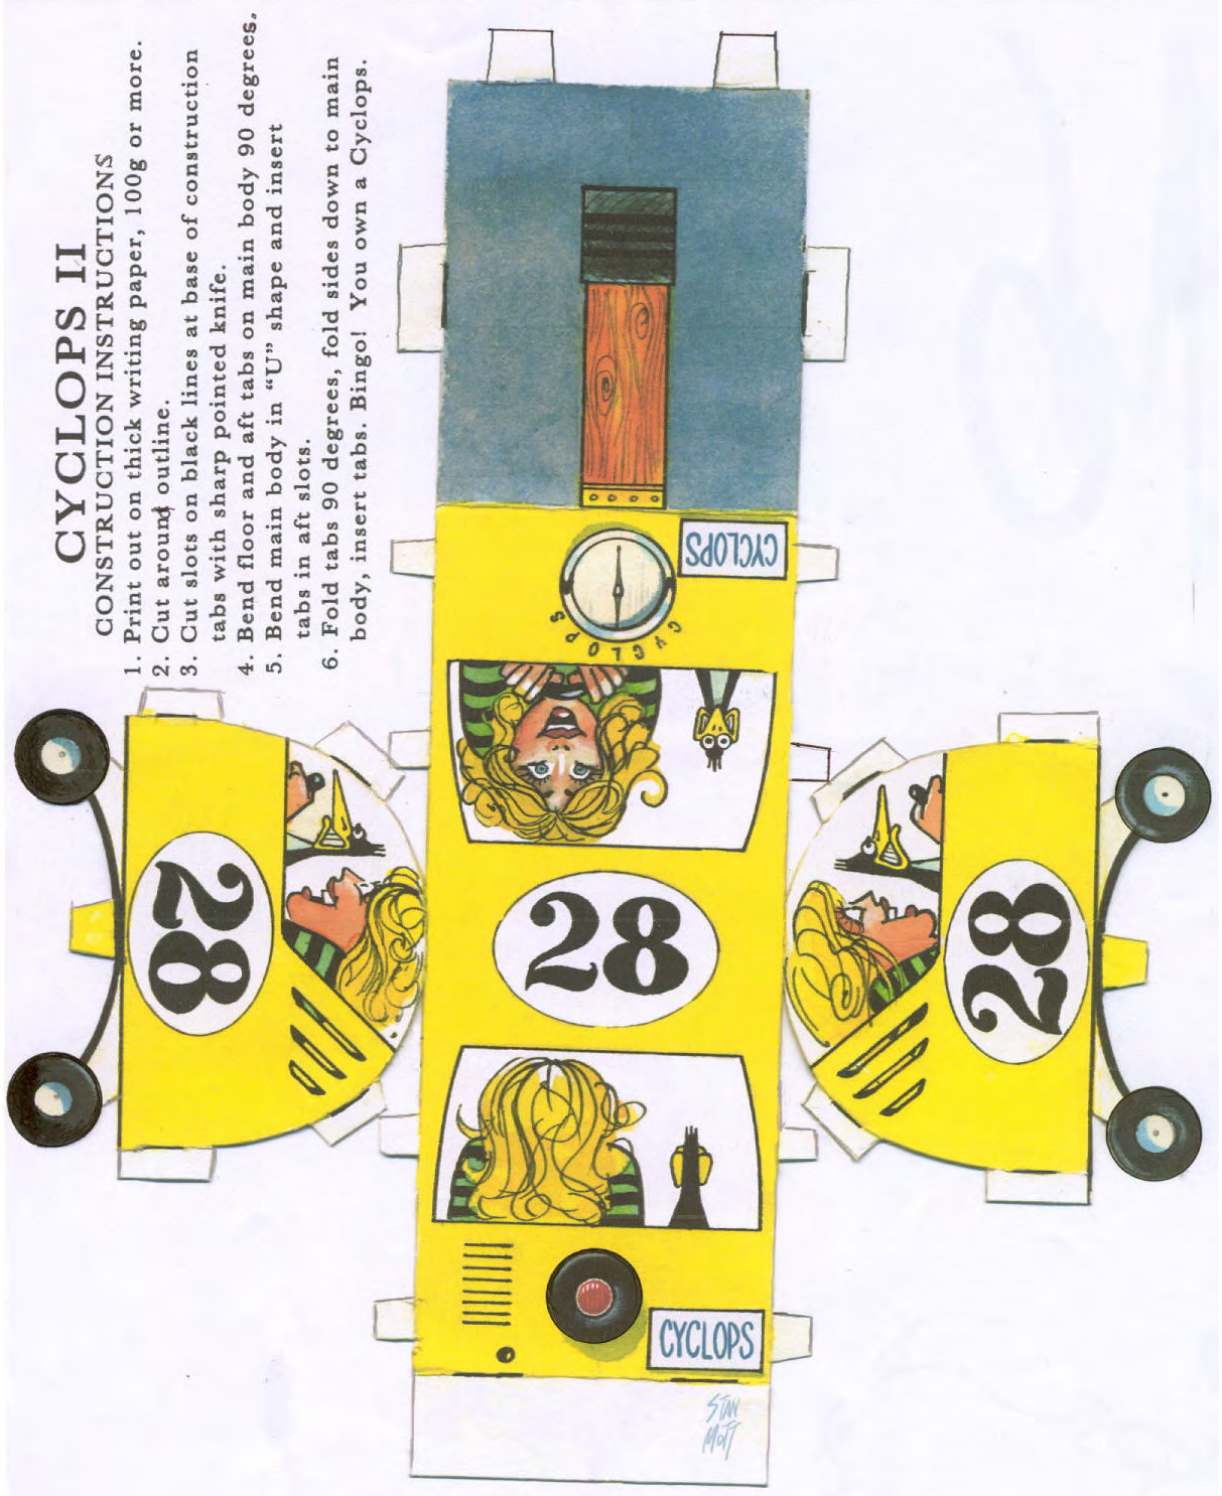 CYCLOPS II
CONSTRUCTION INSTRUCTIONS
1. Print out on thick writing paper, 100g or more.
2. Cut around outline.
3. Cut slots on black lines at base of construction
tabs with sharp pointed knife.
4. Bend floor and aft tabs on main body 90 degrees.
5. Bend main body in “U” shape and insert
tabs in aft slots.
6. Fold tabs 90 degrees, fold sides down to main
body, insert tabs. Bingo! You own a Cyclops.
CYCLOPS
CYCLOPS
28
28
28
CYCLOPS
STAN
MOTT